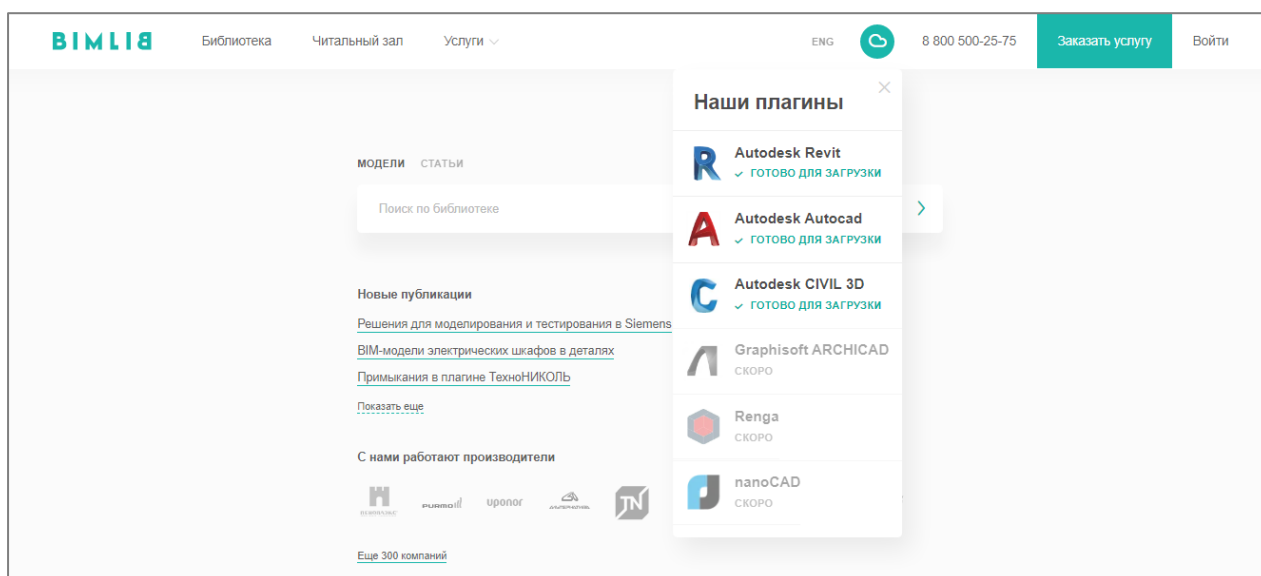 BIMLIB
Библиотека
Читальный зал
Услуги
ENG
8 800 500-25-75
Заказать услугу
Войти
Наши плагины
Autodesk Revit
ГОТОВО ДЛЯ ЗАГРУЗКИ
Autodesk Autocad
ГОТОВО ДЛЯ ЗАГРУЗКИ
Autodesk CIVIL 3D
ГОТОВО ДЛЯ ЗАГРУЗКИ
Graphisoft ARCHICAD
СКОРО
Renga
СКОРО
nanoCAD
СКОРО
МОДЕЛИ СТАТЬИ
Поиск по библиотеке
Новые публикации
Решения для моделирования и тестирования в Siemens
BIM-модели электрических шкафов в деталях
Примыкания в плагине ТехноНИКОЛЬ
Показать еще
С нами работают производители
PURMO
uponor
TN
Еще 300 компаний